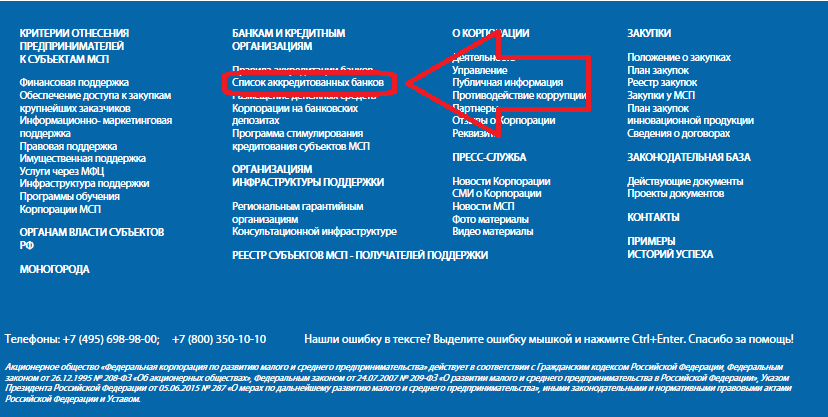 КРИТЕРИИ ОТНЕСЕНИЯ
ПРЕДПРИНИМАТЕЛЕЙ
К СУБЪЕКТАМ МСП
Финансовая поддержка
Обеспечение доступа к закупкам
крупнейших заказчиков
Информационно- маркетинговая
поддержка
Правовая поддержка
Имущественная поддержка
Услуги через МФЦ
Инфраструктура поддержки
Программы обучения
Корпорации МСП
ОРГАНАМ ВЛАСТИ СУБЪЕКТОВ
РФ
МОНОГОРОДА
БАНКАМ И КРЕДИТНЫМ
ОРГАНИЗАЦИЯМ
Правила аккредитации банков
Список аккредитованных банков
Размещение денежных средств
Корпорации на банковских
депозитах
Программа стимулирования
кредитования субъектов МСП
ОРГАНИЗАЦИЯМ
ИНФРАСТРУКТУРЫ ПОДДЕРЖКИ
Региональным гарантийным
организациям
Консультационной инфраструктуре
РЕЕСТР СУБЪЕКТОВ МСП - ПОЛУЧАТЕЛЕЙ ПОДДЕРЖКИ
О КОРПОРАЦИИ
Деятельность
Управление
Публичная информация
Противодействие коррупции
Партнеры
Отзывы о Корпорации
Реквизиты
ПРЕСС-СЛУЖБА
Новости Корпорации
СМИ о Корпорации
Новости МСП
Фото материалы
Видео материалы
ЗАКУПКИ
Положение о закупках
План закупок
Реестр закупок
Закупки у МСП
План закупок
инновационной продукции
Сведения о договорах
ЗАКОНОДАТЕЛЬНАЯ БАЗА
Действующие документы
Проекты документов
КОНТАКТЫ
ПРИМЕРЫ
ИСТОРИЙ УСПЕХА
Телефоны: +7 (495) 698-98-00; +7 (800) 350-10-10
Нашли ошибку в тексте? Выделите ошибку мышкой и нажмите Ctrl+Enter. Спасибо за помощь!
Акционерное общество «Федеральная корпорация по развитию малого и среднего предпринимательства» действует в соответствии с Гражданским кодексом Российской Федерации, Федеральным
законом от 26.12.1995 № 208-ФЗ «Об акционерных обществах», Федеральным законом от 24.07.2007 № 209-ФЗ «О развитии малого и среднего предпринимательства в Российской Федерации», Указом
Президента Российской Федерации от 05.06.2015 № 287 «О мерах по дальнейшему развитию малого и среднего предпринимательства», иными законодательными и нормативными правовыми актами
Российской Федерации и Уставом.